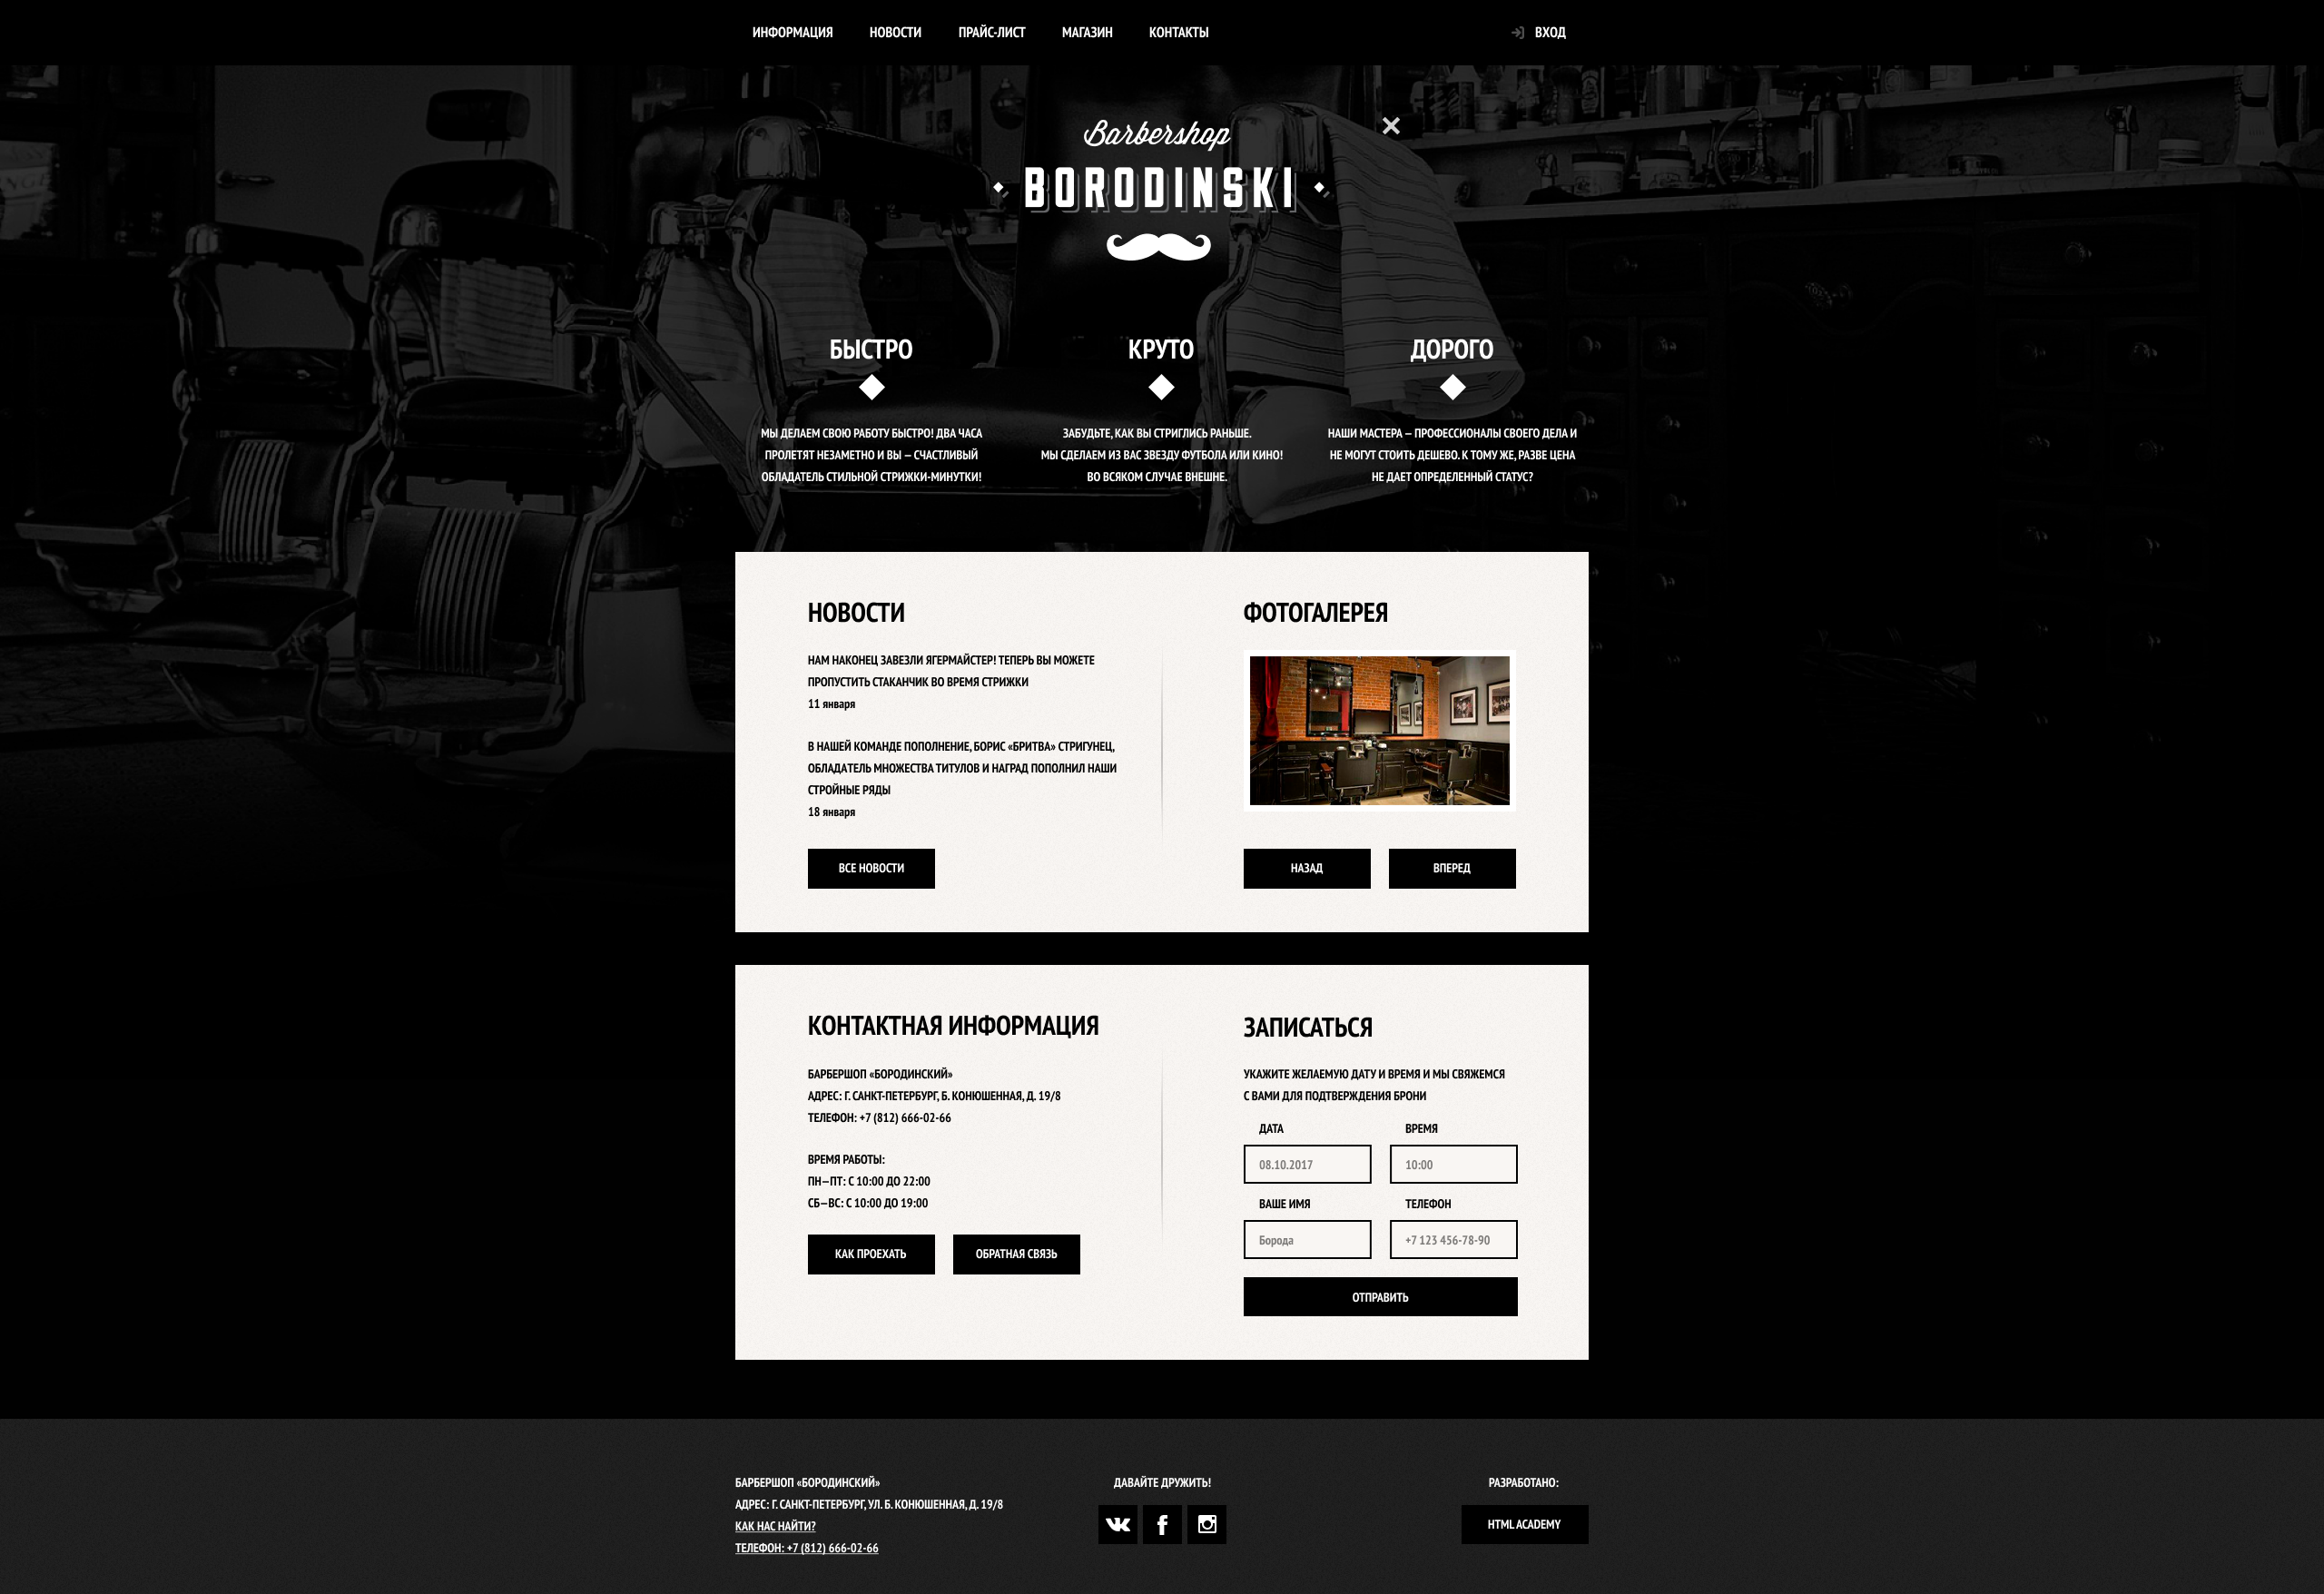 ИНФОРМАЦИЯ НОВОСТИ ПРАЙС-ЛИСТ МАГАЗИН КОНТАКТЫ ВХОД
Barbershop
BORODINSKI
БЫСТРО
МЫ ДЕЛАЕМ СВОЮ РАБОТУ БЫСТРО! ДВА ЧАСА
ПРОЛЕТЯТ НЕЗАМЕТНО И ВЫ — СЧАСТЛИВЫЙ
ОБЛАДАТЕЛЬ СТИЛЬНОЙ СТРИЖКИ-МИНУТКИ!
КРУТО
ЗАБУДЬТЕ, КАК ВЫ СТРИГЛИСЬ РАНЬШЕ.
МЫ СДЕЛАЕМ ИЗ ВАС ЗВЕЗДУ ФУТБОЛА ИЛИ КИНО!
ВО ВСЯКОМ СЛУЧАЕ ВНЕШНЕ.
ДОРОГО
НАШИ МАСТЕРА — ПРОФЕССИОНАЛЫ СВОЕГО ДЕЛА И
НЕ МОГУТ СТОИТЬ ДЕШЕВО. К ТОМУ ЖЕ, РАЗВЕ ЦЕНА
НЕ ДАЕТ ОПРЕДЕЛЕННЫЙ СТАТУС?
НОВОСТИ
НАМ НАКОНЕЦ ЗАВЕЗЛИ ЯГЕРМАЙСТЕР! ТЕПЕРЬ ВЫ МОЖЕТЕ
ПРОПУСТИТЬ СТАКАНЧИК ВО ВРЕМЯ СТРИЖКИ
11 января
В НАШЕЙ КОМАНДЕ ПОПОЛНЕНИЕ, БОРИС «БРИТВА» СТРИГУНЕЦ,
ОБЛАДАТЕЛЬ МНОЖЕСТВА ТИТУЛОВ И НАГРАД ПОПОЛНИЛ НАШИ
СТРОЙНЫЕ РЯДЫ
18 января
ВСЕ НОВОСТИ
ФОТОГАЛЕРЕЯ
НАЗАД ВПЕРЕД
КОНТАКТНАЯ ИНФОРМАЦИЯ
БАРБЕРШОП «БОРОДИНСКИЙ»
АДРЕС: Г. САНКТ-ПЕТЕРБУРГ, Б. КОНЮШЕННАЯ, Д. 19/8
ТЕЛЕФОН: +7 (812) 666-02-66
ВРЕМЯ РАБОТЫ:
ПН—ПТ: С 10:00 ДО 22:00
СБ—ВС: С 10:00 ДО 19:00
КАК ПРОЕХАТЬ ОБРАТНАЯ СВЯЗЬ
ЗАПИСАТЬСЯ
УКАЖИТЕ ЖЕЛАЕМУЮ ДАТУ И ВРЕМЯ И МЫ СВЯЖЕМСЯ
С ВАМИ ДЛЯ ПОДТВЕРЖДЕНИЯ БРОНИ
ДАТА ВРЕМЯ
08.10.2017 10:00
ВАШЕ ИМЯ ТЕЛЕФОН
Борода +7 123 456-78-90
ОТПРАВИТЬ
БАРБЕРШОП «БОРОДИНСКИЙ»
АДРЕС: Г. САНКТ-ПЕТЕРБУРГ, УЛ. Б. КОНЮШЕННАЯ, Д. 19/8
КАК НАС НАЙТИ?
ТЕЛЕФОН: +7 (812) 666-02-66
ДАВАЙТЕ ДРУЖИТЬ!
РАЗРАБОТАНО:
HTML ACADEMY